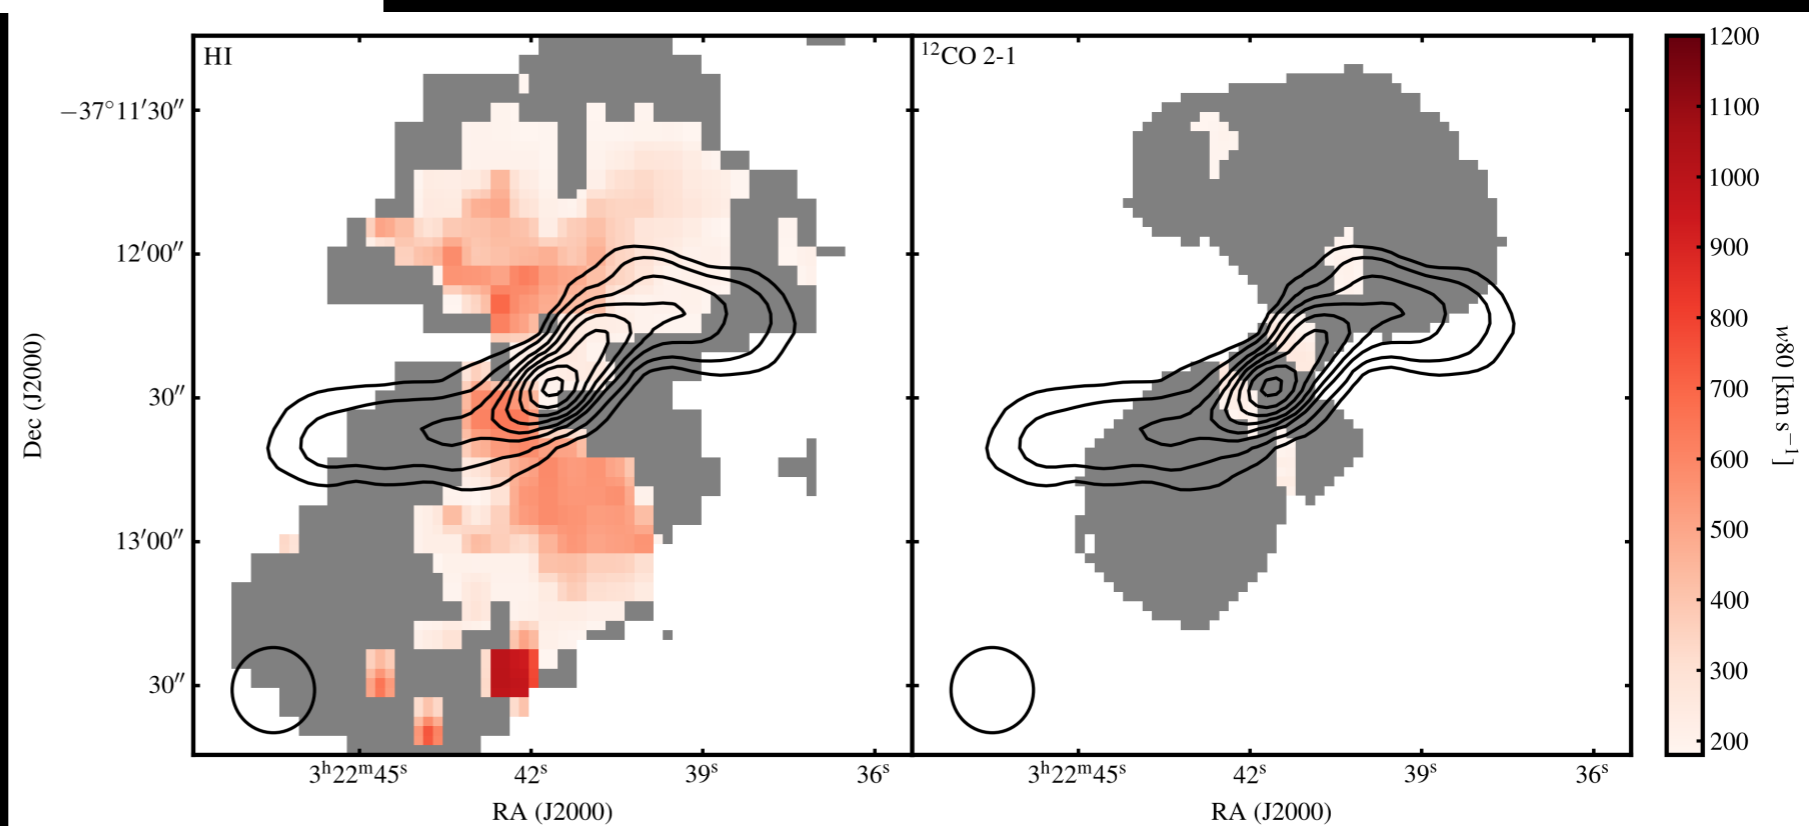 HI
¹²CO 2-1
−37°11′30″
12′00″
30″
13′00″
30″
Dec (J2000)
3ʰ22ᵐ45ˢ 42ˢ 39ˢ 36ˢ
RA (J2000)
3ʰ22ᵐ45ˢ 42ˢ 39ˢ 36ˢ
RA (J2000)
1200
1100
1000
900
800
700
600
500
400
300
200
w80 [km s⁻¹]